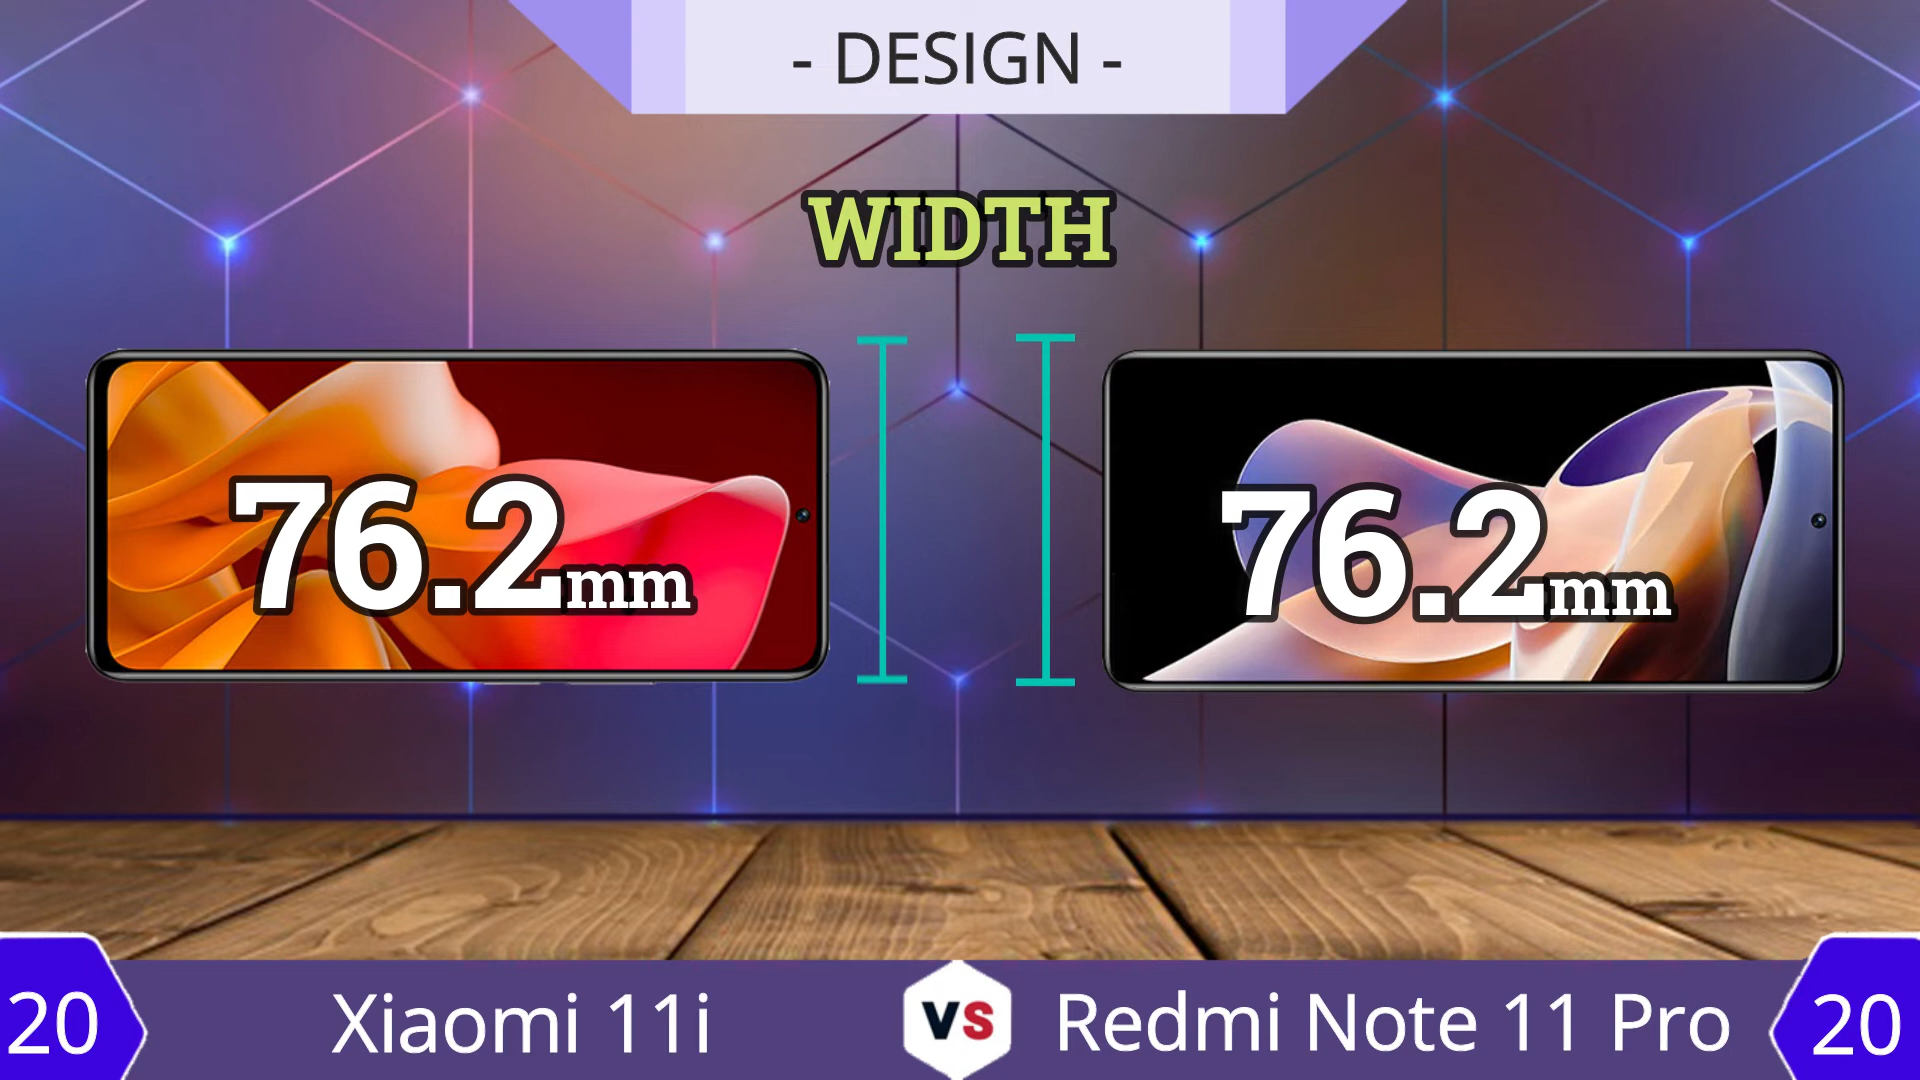 - DESIGN -
WIDTH
76.2mm
76.2mm
20
Xiaomi 11i
VS
Redmi Note 11 Pro
20